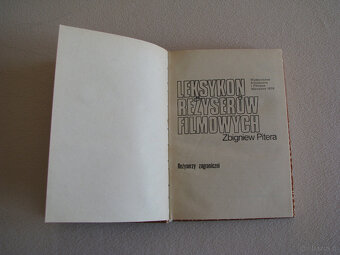 LEKSYKON
REŻYSERÓW
FILMOWYCH
Zbigniew Pitera
Reżyserzy zagraniczni